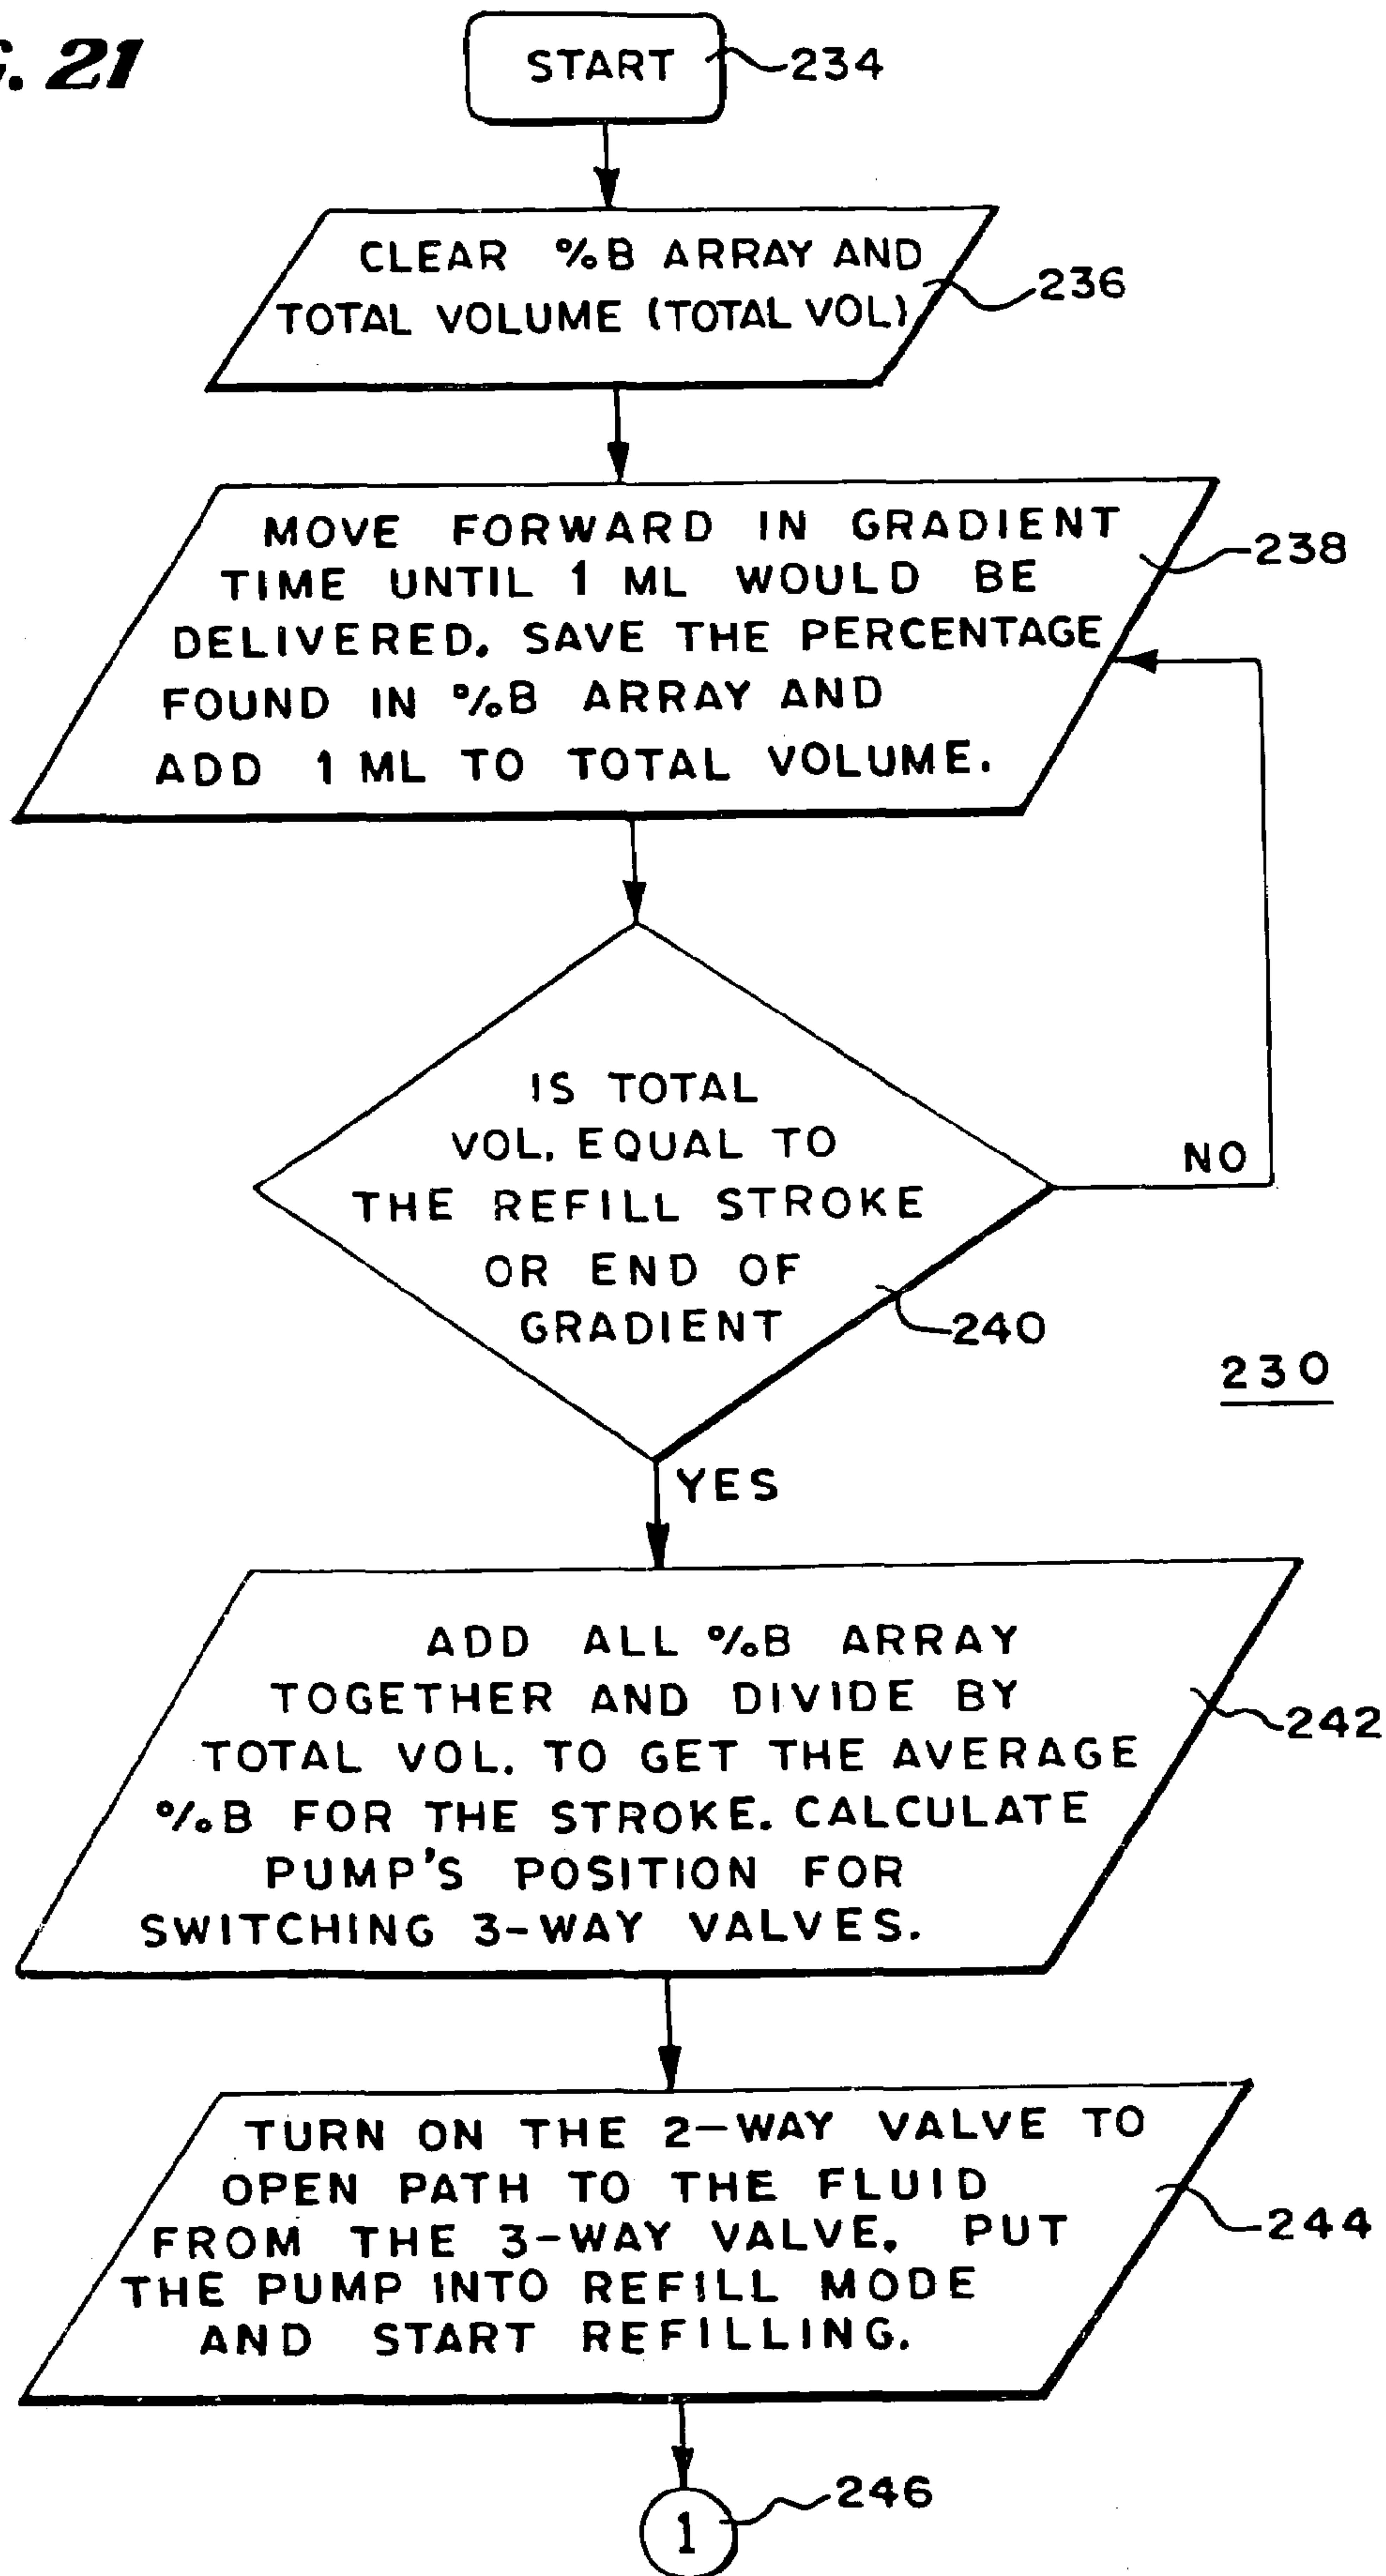 G. 21
START
234
CLEAR %B ARRAY AND
TOTAL VOLUME (TOTAL VOL)
236
MOVE FORWARD IN GRADIENT
TIME UNTIL 1 ML WOULD BE
DELIVERED. SAVE THE PERCENTAGE
FOUND IN %B ARRAY AND
ADD 1 ML TO TOTAL VOLUME.
238
IS TOTAL
VOL. EQUAL TO
THE REFILL STROKE
OR END OF
GRADIENT
NO
240
230
YES
ADD ALL %B ARRAY
TOGETHER AND DIVIDE BY
TOTAL VOL. TO GET THE AVERAGE
%B FOR THE STROKE. CALCULATE
PUMP'S POSITION FOR
SWITCHING 3-WAY VALVES.
242
TURN ON THE 2-WAY VALVE TO
OPEN PATH TO THE FLUID
FROM THE 3-WAY VALVE. PUT
THE PUMP INTO REFILL MODE
AND START REFILLING.
244
1
246